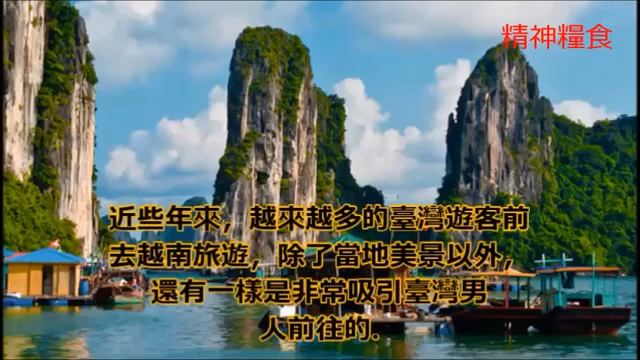 精神糧食
近些年來，越來越多的臺灣遊客前
去越南旅遊，除了當地美景以外，
還有一樣是非常吸引臺灣男
人前往的.